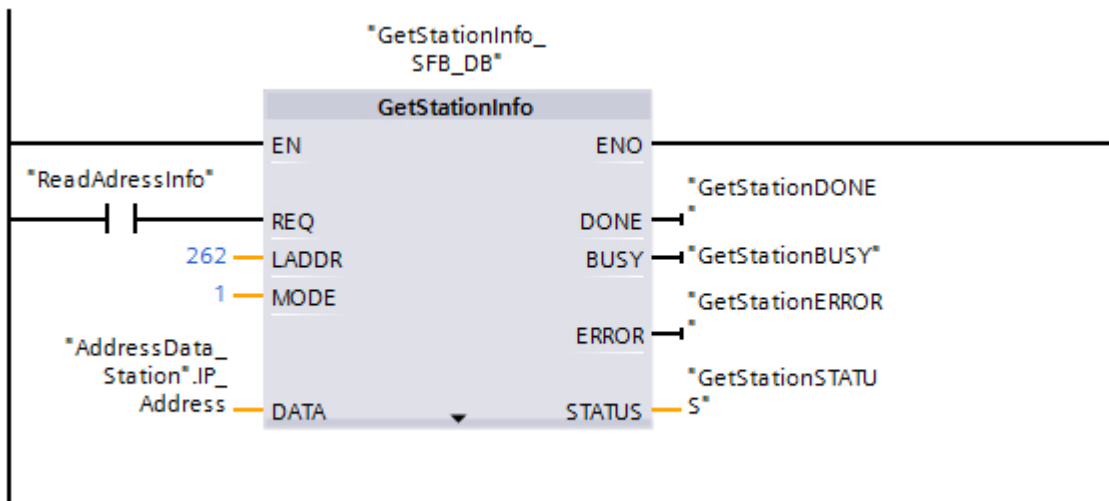 "GetStationInfo_
SFB_DB"
GetStationInfo
EN
ENO
"ReadAdressInfo"
REQ
DONE
"GetStationDONE
"
262
LADDR
BUSY
"GetStationBUSY"
1
MODE
ERROR
"GetStationERROR
"
"AddressData_
Station".IP_
Address
DATA
STATUS
"GetStationSTATU
S"